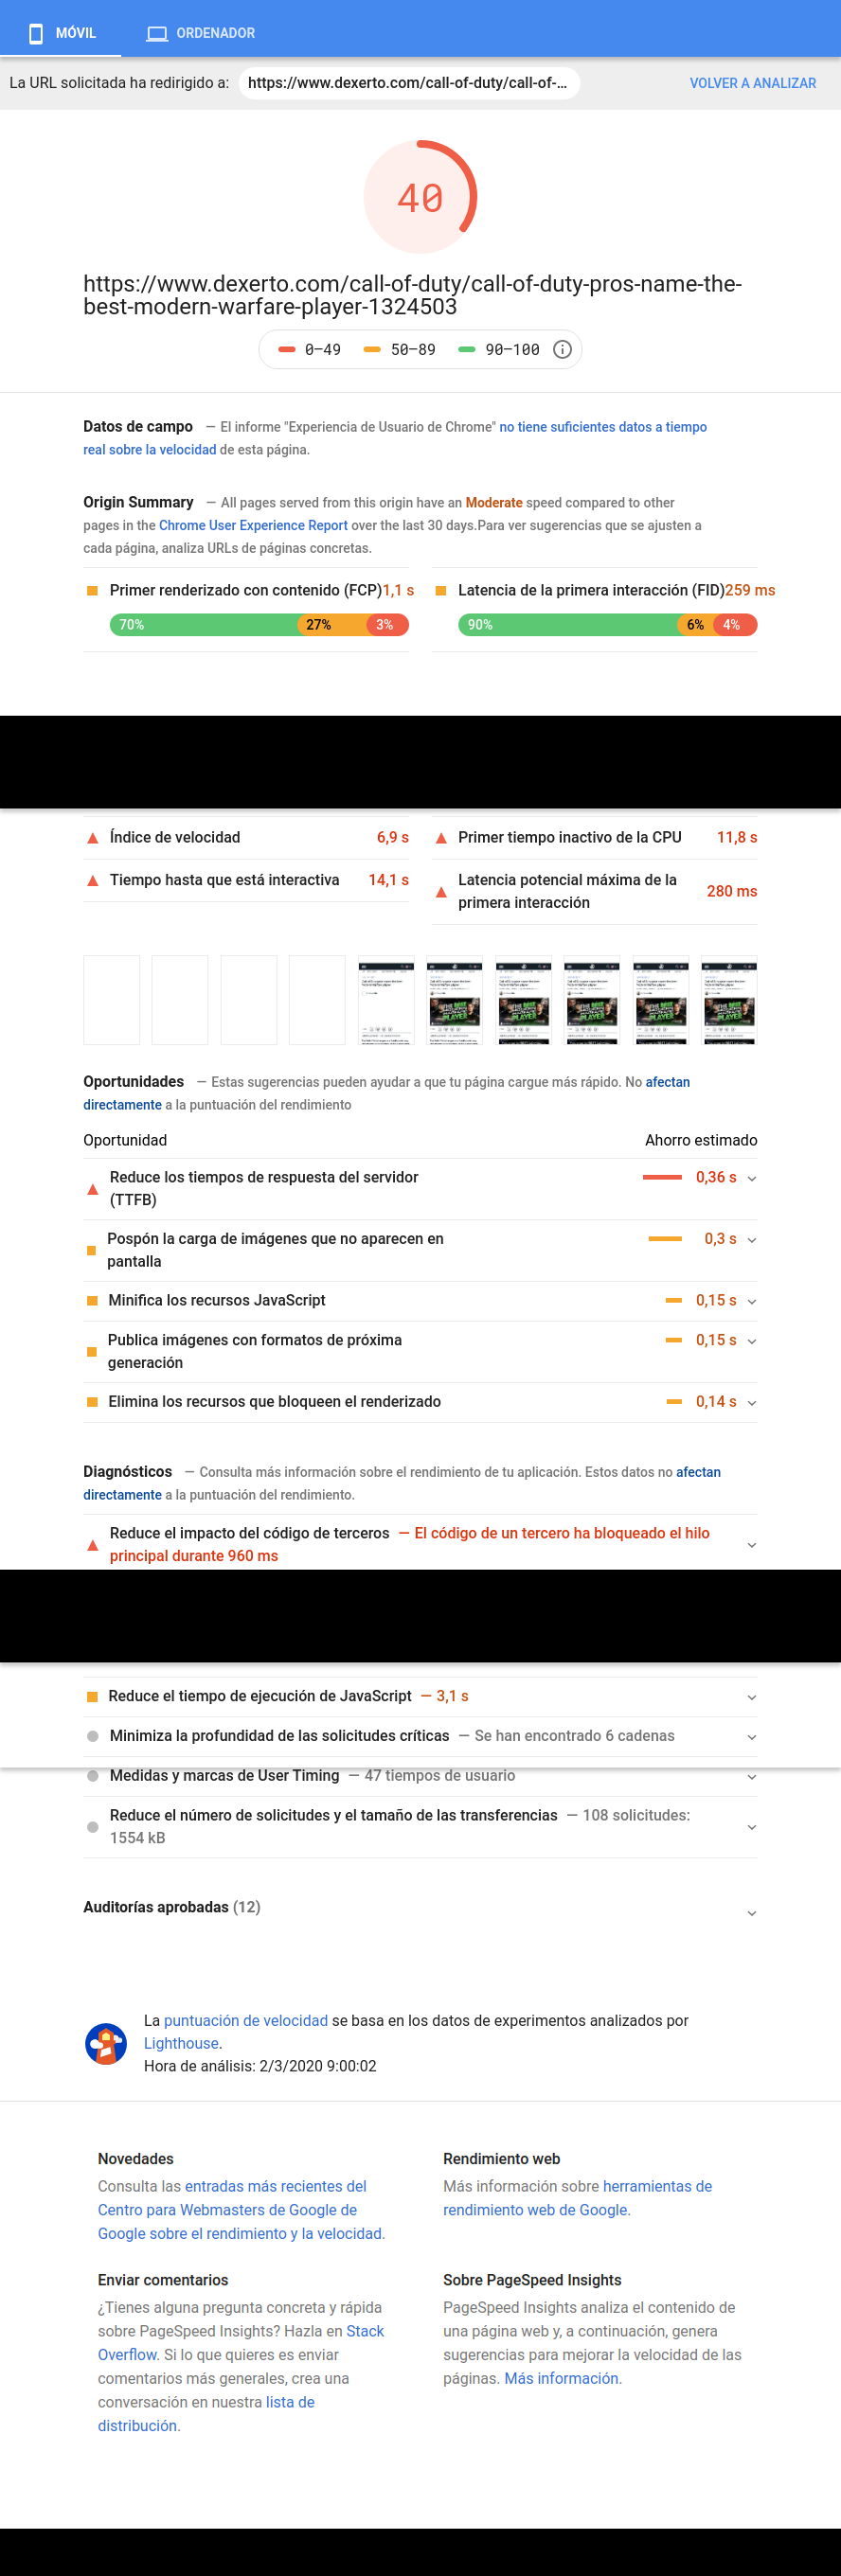 MÓVIL
ORDENADOR
La URL solicitada ha redirigido a:
https://www.dexerto.com/call-of-duty/call-of-...
VOLVER A ANALIZAR
40
https://www.dexerto.com/call-of-duty/call-of-duty-pros-name-the-
best-modern-warfare-player-1324503
0–49
50–89
90–100
Datos de campo — El informe "Experiencia de Usuario de Chrome" no tiene suficientes datos a tiempo
real sobre la velocidad de esta página.
Origin Summary — All pages served from this origin have an Moderate speed compared to other
pages in the Chrome User Experience Report over the last 30 days.Para ver sugerencias que se ajusten a
cada página, analiza URLs de páginas concretas.
Primer renderizado con contenido (FCP)1,1 s
70% 27% 3%
Latencia de la primera interacción (FID)259 ms
90% 6% 4%
Índice de velocidad 6,9 s
Primer tiempo inactivo de la CPU 11,8 s
Tiempo hasta que está interactiva 14,1 s
Latencia potencial máxima de la
primera interacción 280 ms
Oportunidades — Estas sugerencias pueden ayudar a que tu página cargue más rápido. No afectan
directamente a la puntuación del rendimiento
Oportunidad Ahorro estimado
Reduce los tiempos de respuesta del servidor
(TTFB) 0,36 s
Pospón la carga de imágenes que no aparecen en
pantalla 0,3 s
Minifica los recursos JavaScript 0,15 s
Publica imágenes con formatos de próxima
generación 0,15 s
Elimina los recursos que bloqueen el renderizado 0,14 s
Diagnósticos — Consulta más información sobre el rendimiento de tu aplicación. Estos datos no afectan
directamente a la puntuación del rendimiento.
Reduce el impacto del código de terceros — El código de un tercero ha bloqueado el hilo
principal durante 960 ms
Reduce el tiempo de ejecución de JavaScript — 3,1 s
Minimiza la profundidad de las solicitudes críticas — Se han encontrado 6 cadenas
Medidas y marcas de User Timing — 47 tiempos de usuario
Reduce el número de solicitudes y el tamaño de las transferencias — 108 solicitudes:
1554 kB
Auditorías aprobadas (12)
La puntuación de velocidad se basa en los datos de experimentos analizados por
Lighthouse.
Hora de análisis: 2/3/2020 9:00:02
Novedades
Consulta las entradas más recientes del
Centro para Webmasters de Google de
Google sobre el rendimiento y la velocidad.
Rendimiento web
Más información sobre herramientas de
rendimiento web de Google.
Enviar comentarios
¿Tienes alguna pregunta concreta y rápida
sobre PageSpeed Insights? Hazla en Stack
Overflow. Si lo que quieres es enviar
comentarios más generales, crea una
conversación en nuestra lista de
distribución.
Sobre PageSpeed Insights
PageSpeed Insights analiza el contenido de
una página web y, a continuación, genera
sugerencias para mejorar la velocidad de las
páginas. Más información.